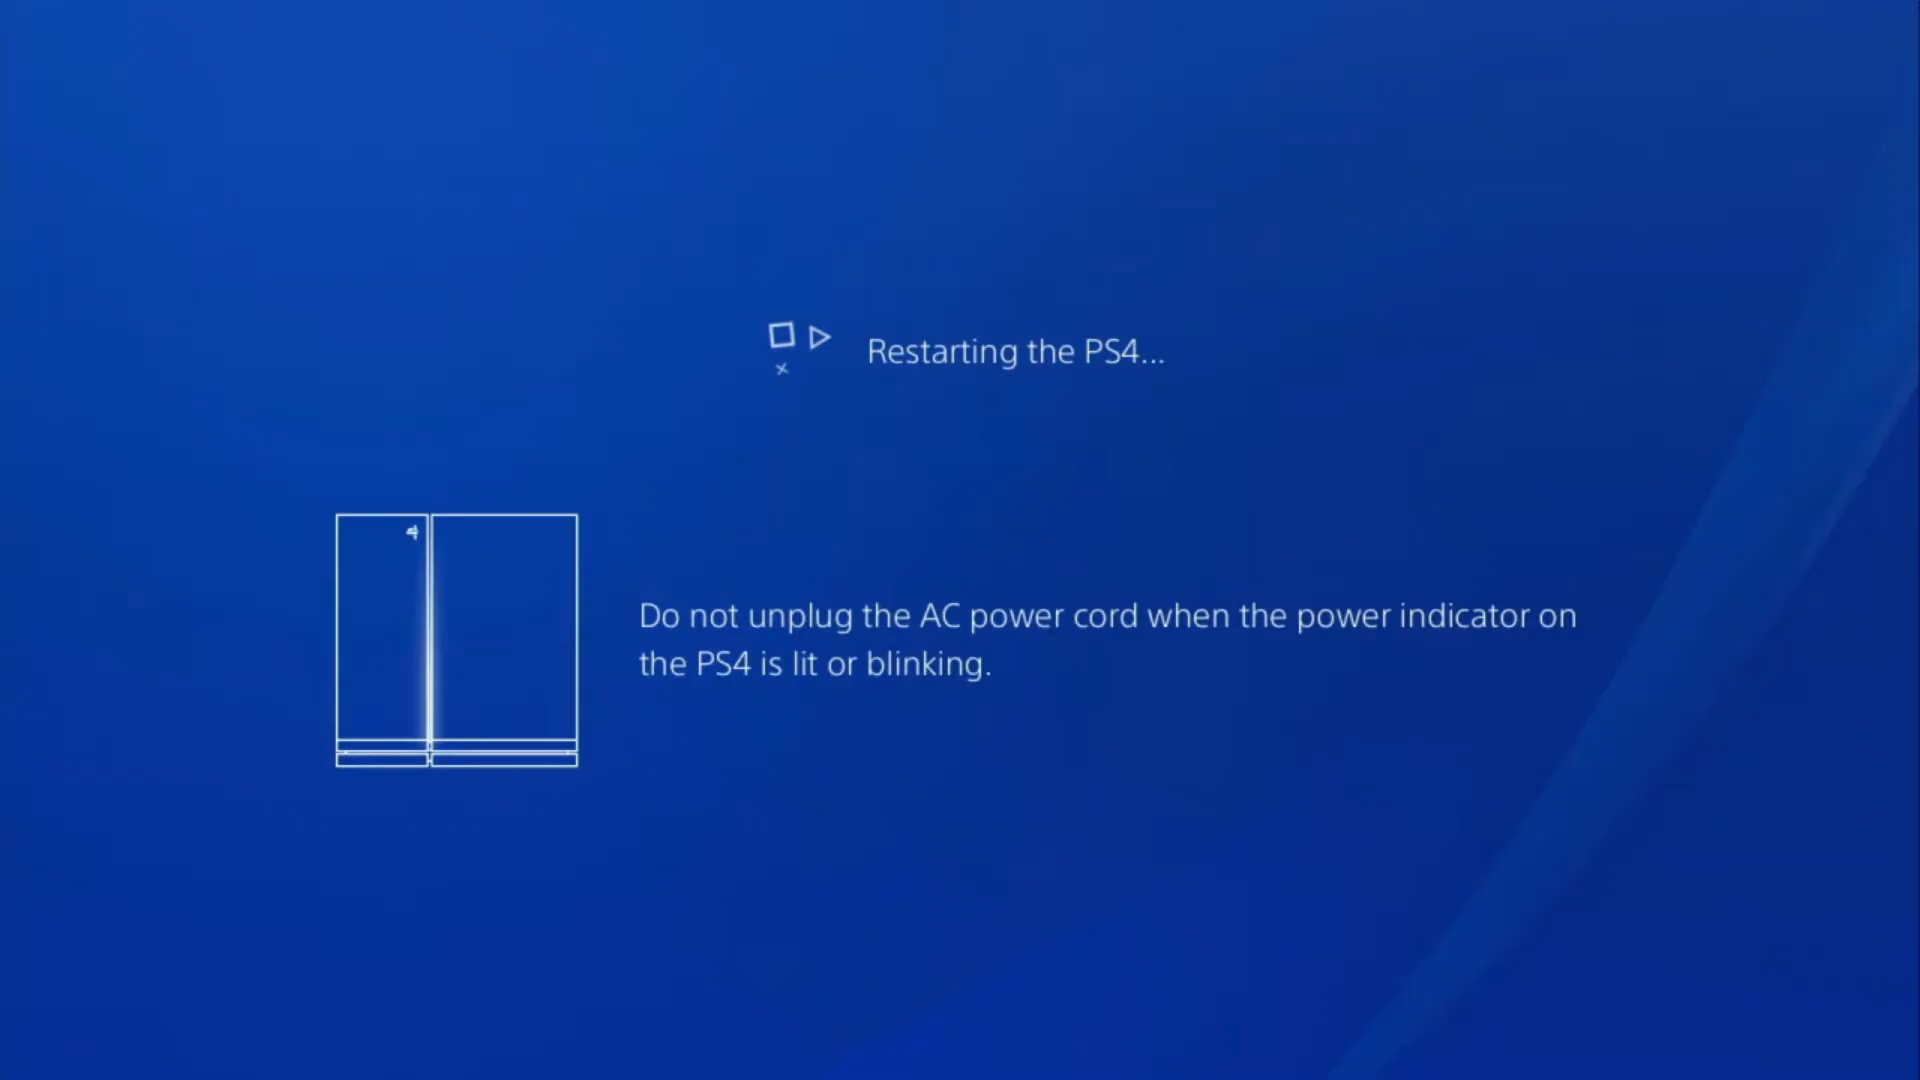 Restarting the PS4...
Do not unplug the AC power cord when the power indicator on
the PS4 is lit or blinking.